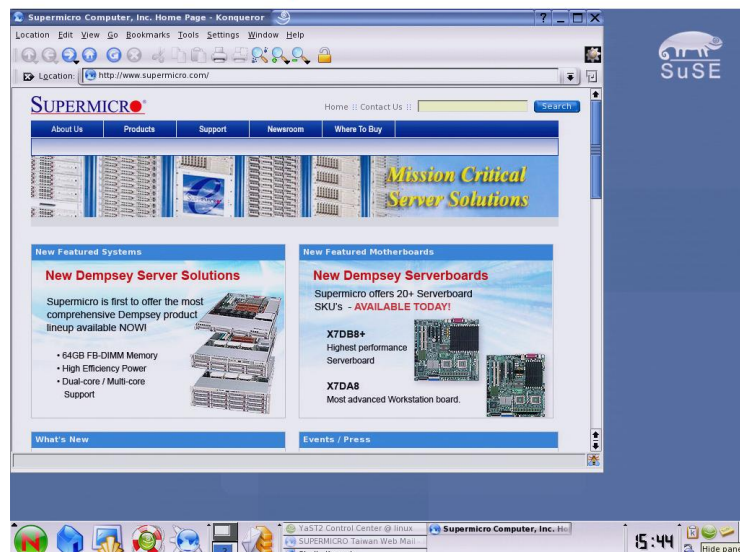 Supermicro Computer, Inc. Home Page - Konqueror
Location Edit View Go Bookmarks Tools Settings Window Help
Location: http://www.supermicro.com/
SuSE
SUPERMICRO
Home :: Contact Us ::
Search
About Us Products Support Newsroom Where To Buy
Mission Critical
Server Solutions
New Featured Systems
New Dempsey Server Solutions
Supermicro is first to offer the most
comprehensive Dempsey product
lineup available NOW!
• 64GB FB-DIMM Memory
• High Efficiency Power
• Dual-core / Multi-core
Support
New Featured Motherboards
New Dempsey Serverboards
Supermicro offers 20+ Serverboard
SKU's - AVAILABLE TODAY!
X7DB8+
Highest performance
Serverboard
X7DA8
Most advanced Workstation board.
What's New
Events / Press
YaST2 Control Center @ linux
SUPERMICRO Taiwan Web Mail
Supermicro Computer, Inc. Ho
15:44
Hide pane